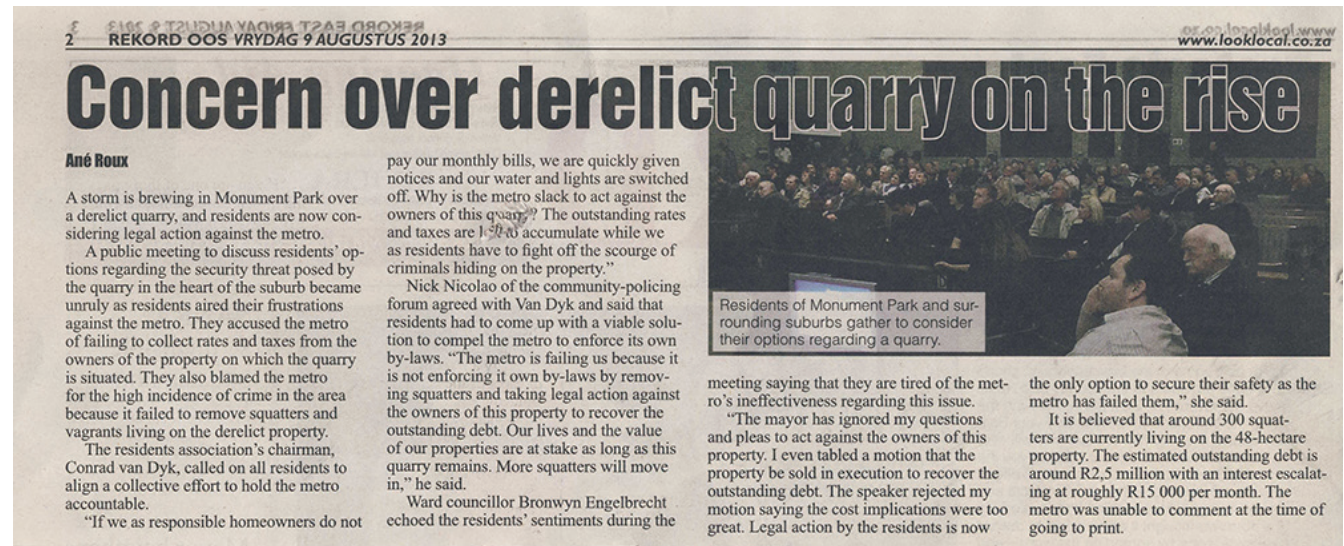 2 REKORD OOS VRYDAG 9 AUGUSTUS 2013
www.looklocal.co.za
Concern over derelict quarry on the rise
Ané Roux
A storm is brewing in Monument Park over
a derelict quarry, and residents are now con-
sidering legal action against the metro.
A public meeting to discuss residents' op-
tions regarding the security threat posed by
the quarry in the heart of the suburb became
unruly as residents aired their frustrations
against the metro. They accused the metro
of failing to collect rates and taxes from the
owners of the property on which the quarry
is situated. They also blamed the metro
for the high incidence of crime in the area
because it failed to remove squatters and
vagrants living on the derelict property.
The residents association's chairman,
Conrad van Dyk, called on all residents to
align a collective effort to hold the metro
accountable.
"If we as responsible homeowners do not
pay our monthly bills, we are quickly given
notices and our water and lights are switched
off. Why is the metro slack to act against the
owners of this The outstanding rates
and taxes are accumulate while we
as residents have to fight off the scourge of
criminals hiding on the property."
Nick Nicolao of the community-policing
forum agreed with Van Dyk and said that
residents had to come up with a viable solu-
tion to compel the metro to enforce its own
by-laws. "The metro is failing us because it
is not enforcing it own by-laws by remov-
ing squatters and taking legal action against
the owners of this property to recover the
outstanding debt. Our lives and the value
of our properties are at stake as long as this
quarry remains. More squatters will move
in," he said.
Ward councillor Bronwyn Engelbrecht
echoed the residents' sentiments during the
Residents of Monument Park and sur-
rounding suburbs gather to consider
their options regarding a quarry.
meeting saying that they are tired of the met-
ro's ineffectiveness regarding this issue.
"The mayor has ignored my questions
and pleas to act against the owners of this
property. I even tabled a motion that the
property be sold in execution to recover the
outstanding debt. The speaker rejected my
motion saying the cost implications were too
great. Legal action by the residents is now
the only option to secure their safety as the
metro has failed them," she said.
It is believed that around 300 squat-
ters are currently living on the 48-hectare
property. The estimated outstanding debt is
around R2,5 million with an interest escalat-
ing at roughly R15 000 per month. The
metro was unable to comment at the time of
going to print.